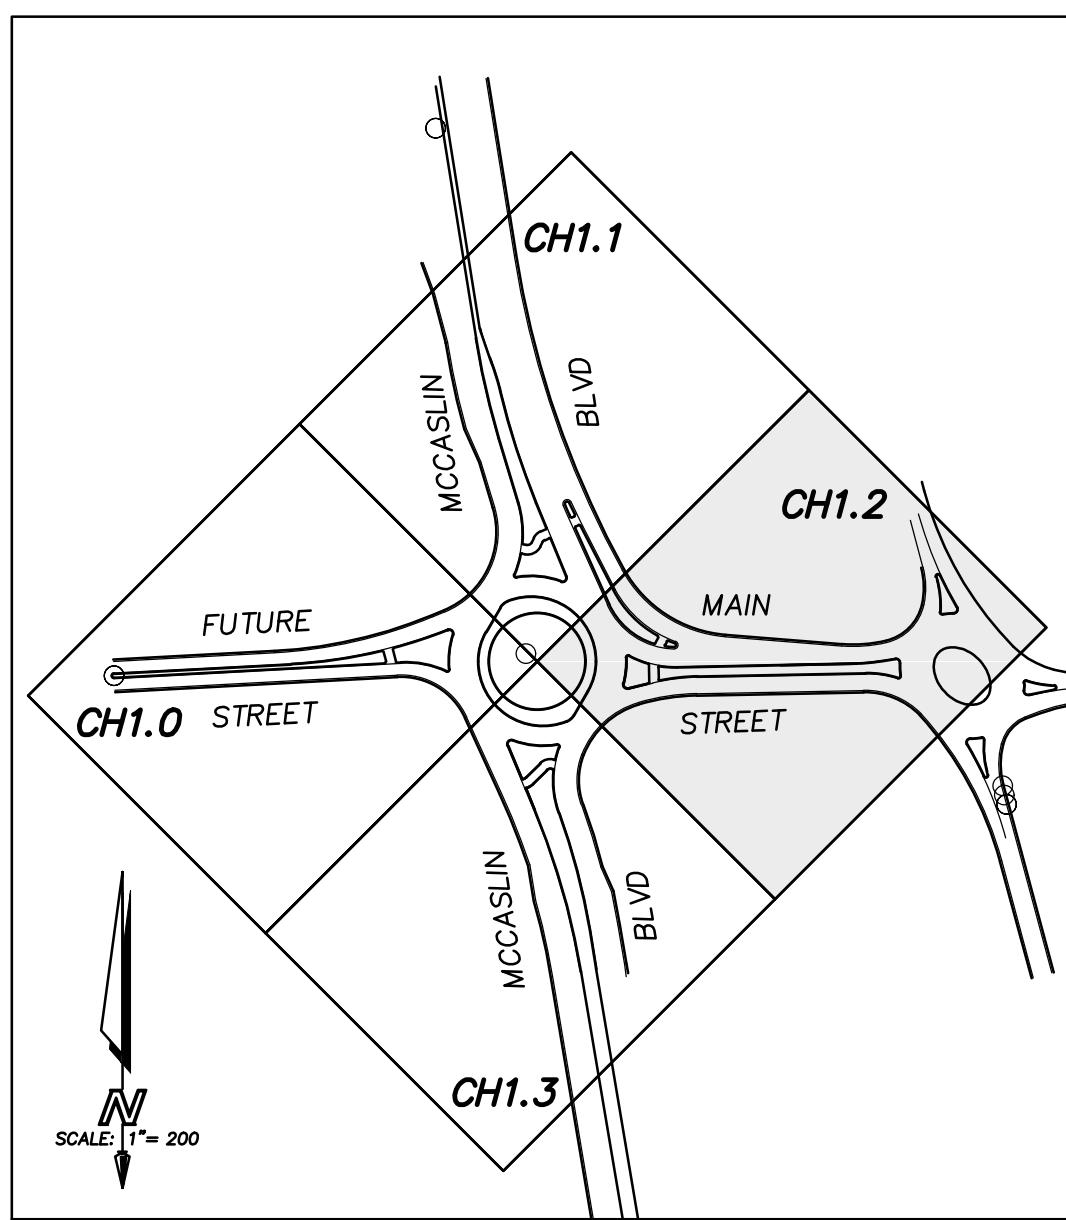 CH1.1
BLVD
MCCASLIN
CH1.2
MAIN
FUTURE
CH1.0
STREET
STREET
MCCASLIN
BLVD
CH1.3
N
SCALE: 1"= 200